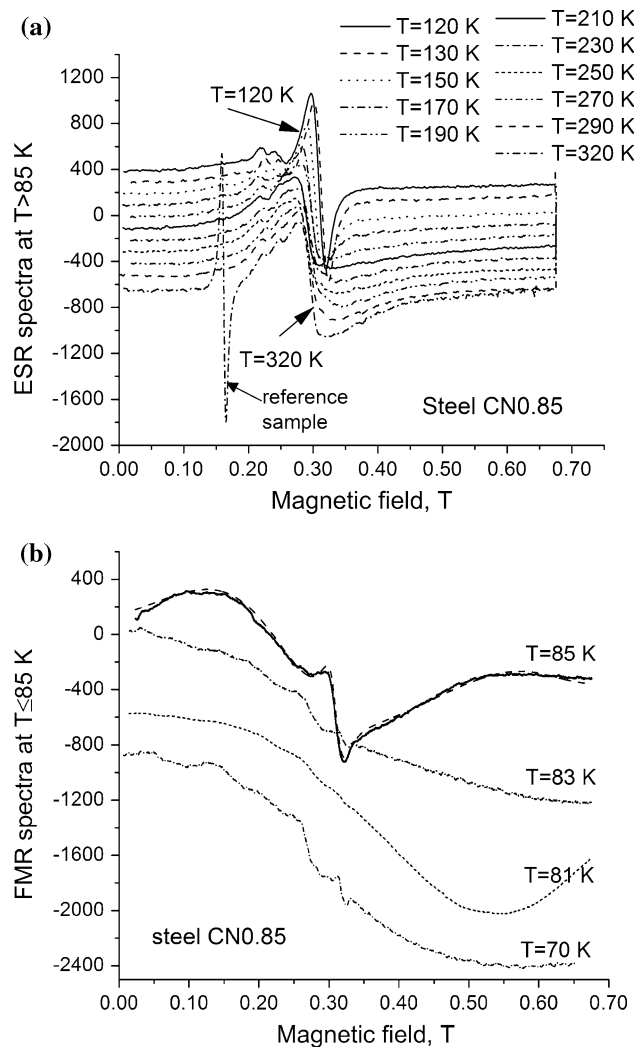 (a)
T=120 K
T=130 K
T=150 K
T=170 K
T=190 K
T=210 K
T=230 K
T=250 K
T=270 K
T=290 K
T=320 K
ESR spectra at T>85 K
1200
800
400
0
-400
-800
-1200
-1600
-2000
T=120 K
T=320 K
reference
sample
Steel CN0.85
0.00 0.10 0.20 0.30 0.40 0.50 0.60 0.70
Magnetic field, T
(b)
FMR spectra at T≤85 K
400
0
-400
-800
-1200
-1600
-2000
-2400
T=85 K
T=83 K
T=81 K
T=70 K
steel CN0.85
0.00 0.10 0.20 0.30 0.40 0.50 0.60 0.70
Magnetic field, T